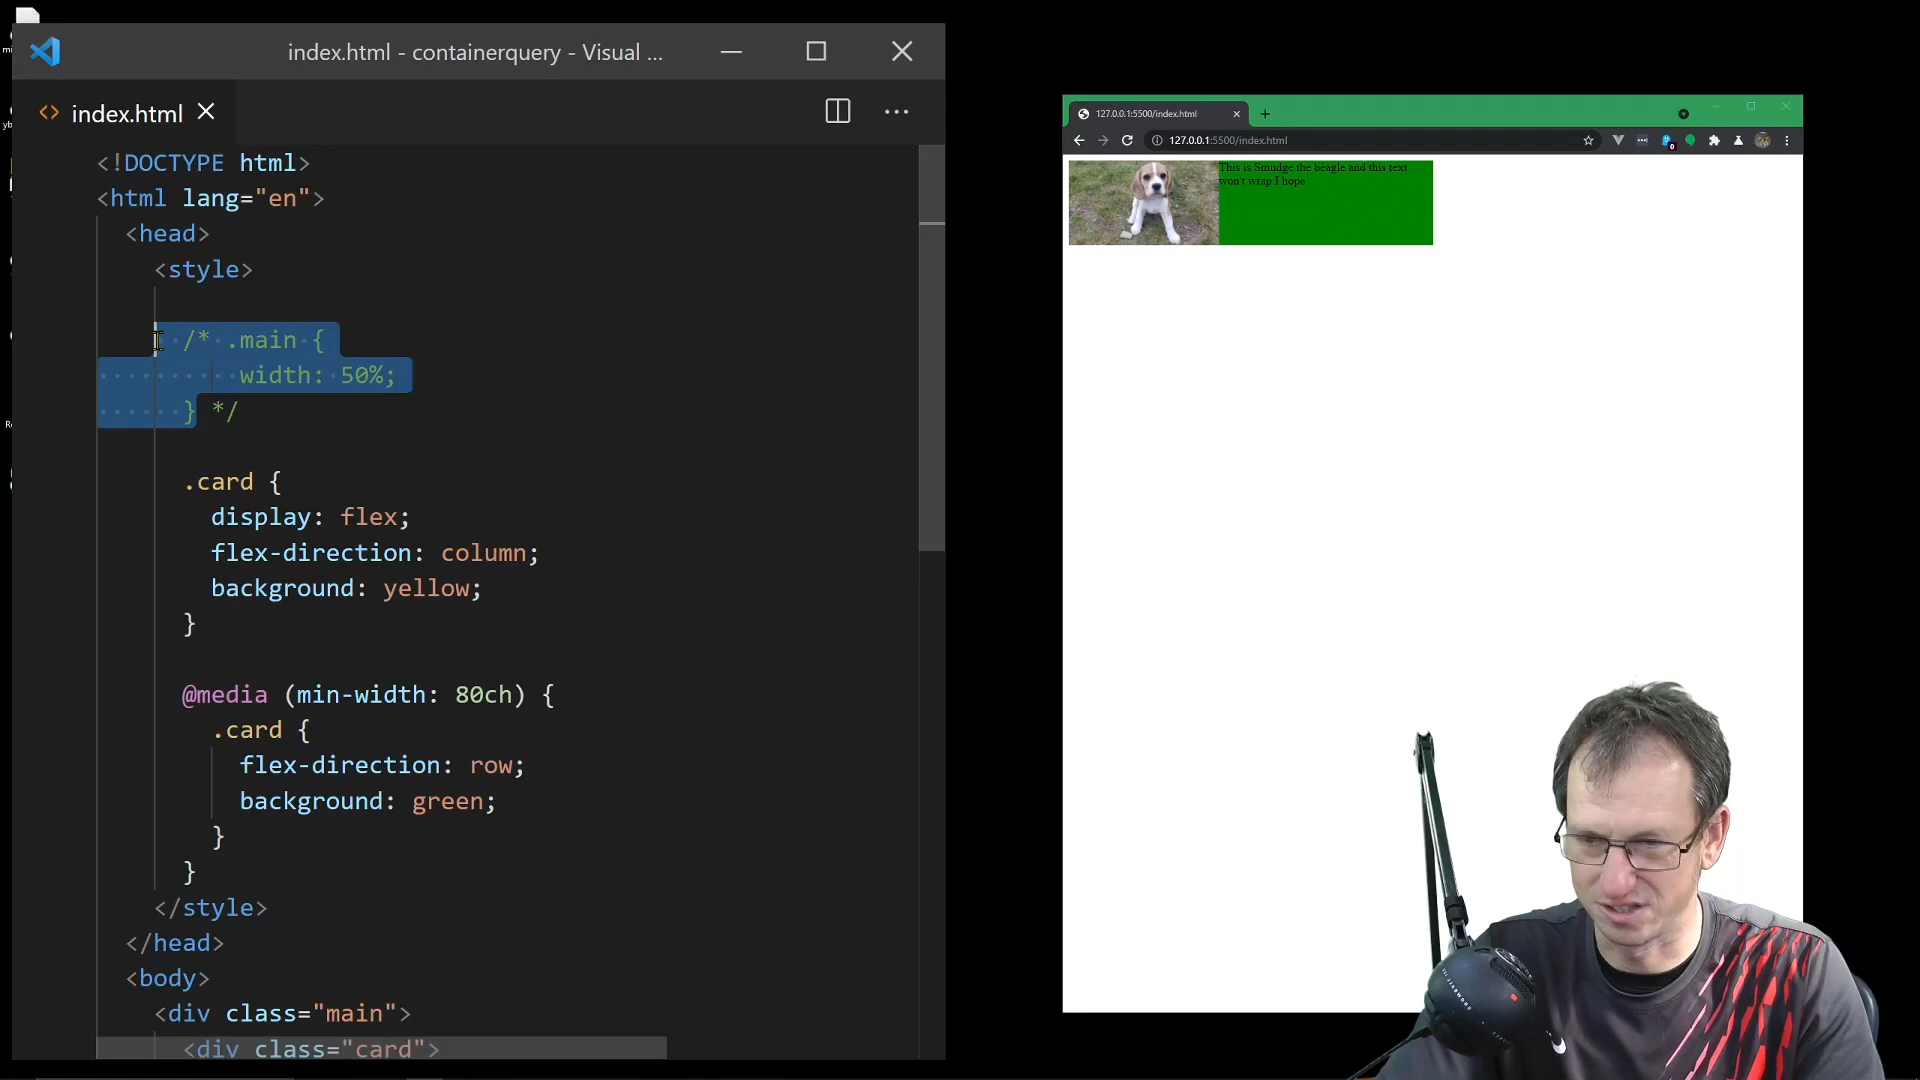 index.html - containerquery - Visual ...
index.html
<!DOCTYPE html>
<html lang="en">
<head>
<style>
/* .main {
width: 50%;
} */
.card {
display: flex;
flex-direction: column;
background: yellow;
}
@media (min-width: 80ch) {
.card {
flex-direction: row;
background: green;
}
}
</style>
</head>
<body>
<div class="main">
<div class="card">
127.0.0.1:5500/index.html
127.0.0.1:5500/index.html
This is Smudge the beagle and this text
won't wrap I hope